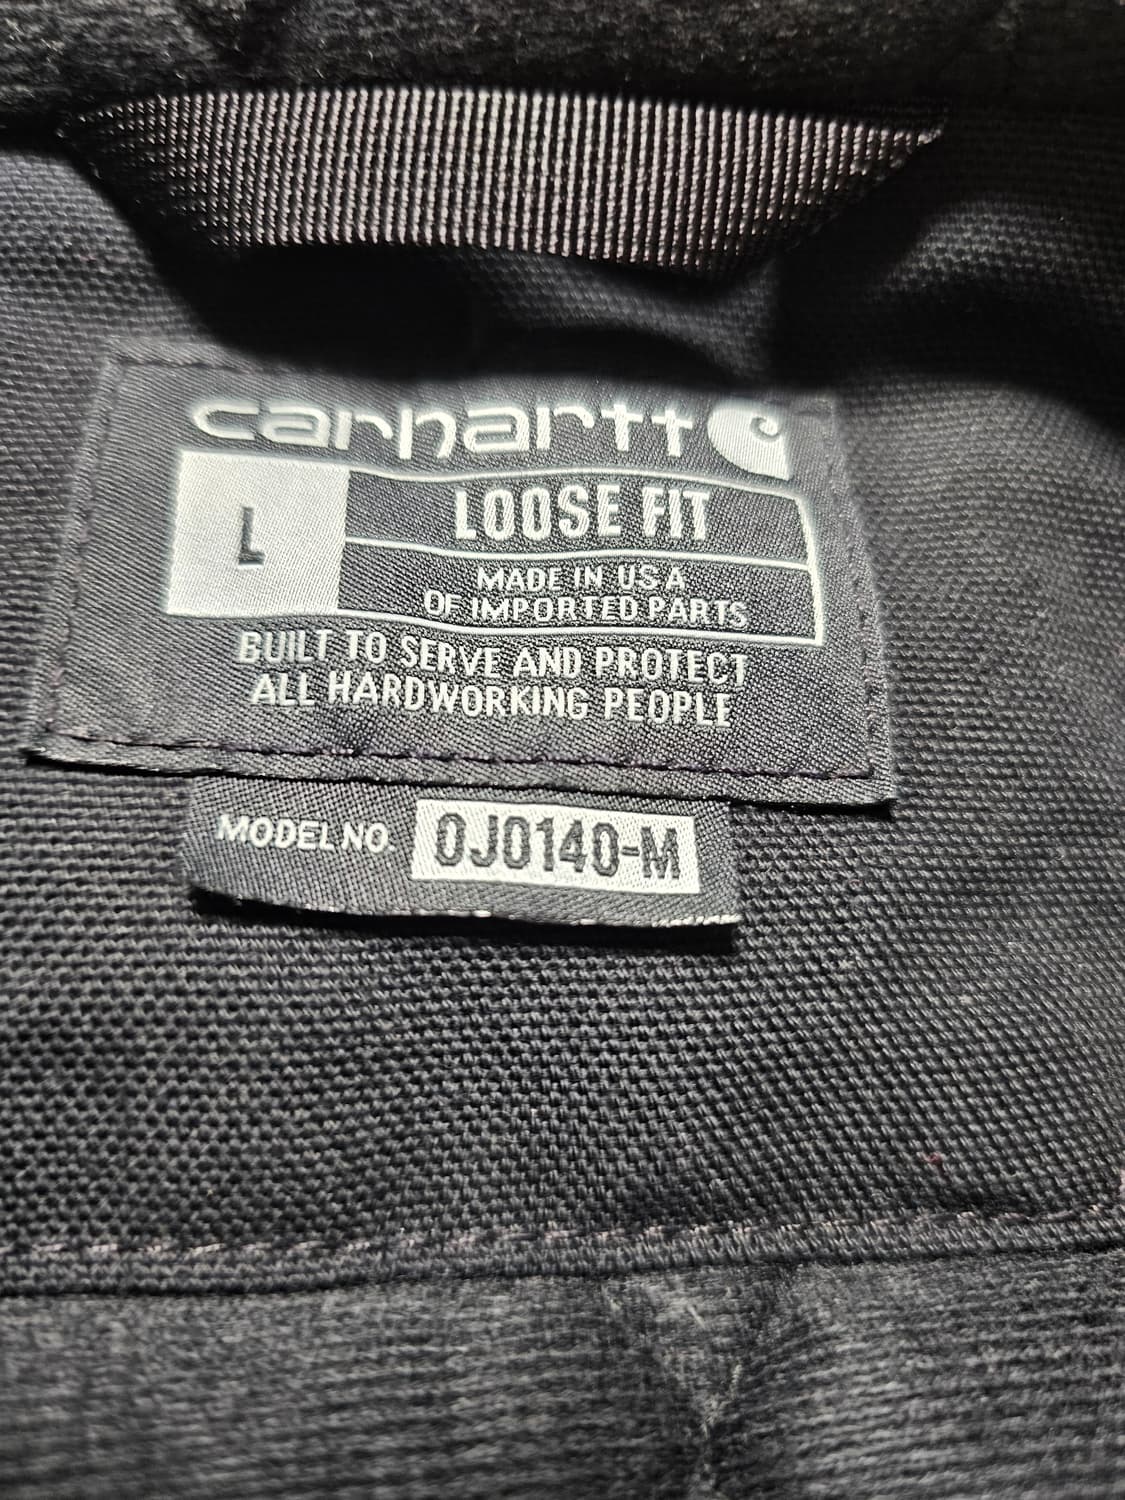 carhartt
L
LOOSE FIT
MADE IN USA
OF IMPORTED PARTS
BUILT TO SERVE AND PROTECT
ALL HARDWORKING PEOPLE
MODEL NO. 0J0140-M